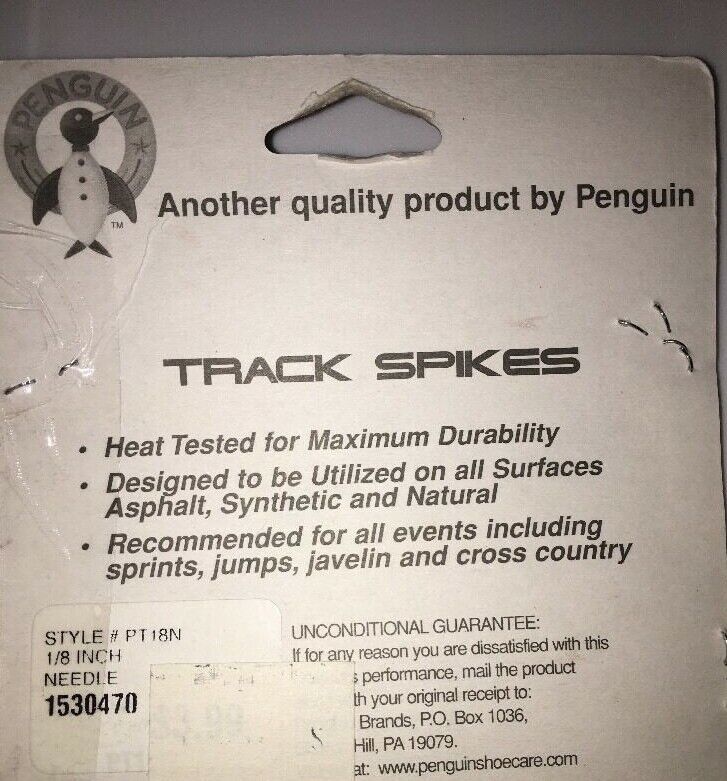 PENGUIN
TM
Another quality product by Penguin
TRACK SPIKES
• Heat Tested for Maximum Durability
• Designed to be Utilized on all Surfaces
Asphalt, Synthetic and Natural
• Recommended for all events including
sprints, jumps, javelin and cross country
STYLE # PT18N
1/8 INCH
NEEDLE
1530470
UNCONDITIONAL GUARANTEE:
If for any reason you are dissatisfied with this
performance, mail the product
your original receipt to:
Brands, P.O. Box 1036,
Hill, PA 19079.
at: www.penguinshoecare.com